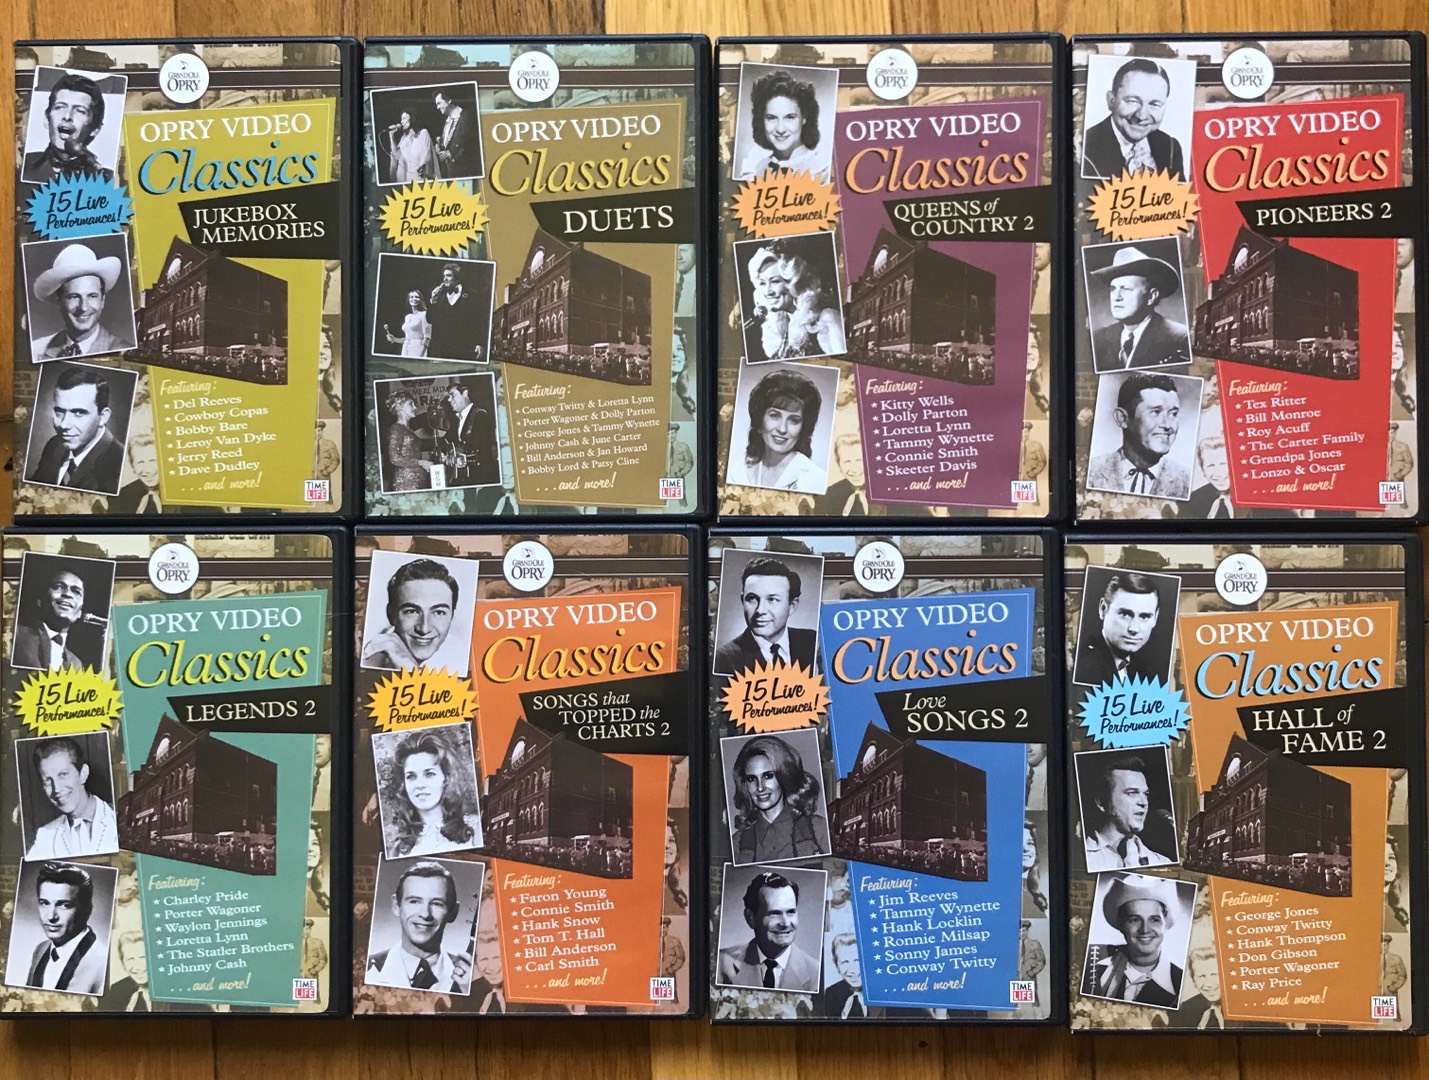 GRAND OLE
OPRY
OPRY VIDEO
Classics
15 Live
Performances!
JUKEBOX
MEMORIES
Featuring:
★ Del Reeves
★ Cowboy Copas
★ Bobby Bare
★ Leroy Van Dyke
★ Jerry Reed
★ Dave Dudley
...and more!
TIME
LIFE
GRAND OLE
OPRY
OPRY VIDEO
Classics
15 Live
Performances!
DUETS
Featuring:
★ Conway Twitty & Loretta Lynn
★ Porter Wagoner & Dolly Parton
★ George Jones & Tammy Wynette
★ Johnny Cash & June Carter
★ Bill Anderson & Jan Howard
★ Bobby Lord & Patsy Cline
...and more!
WSM
TIME
LIFE
GRAND OLE
OPRY
OPRY VIDEO
Classics
15 Live
Performances!
QUEENS of
COUNTRY 2
Featuring:
★ Kitty Wells
★ Dolly Parton
★ Loretta Lynn
★ Tammy Wynette
★ Connie Smith
★ Skeeter Davis
...and more!
TIME
LIFE
GRAND OLE
OPRY
OPRY VIDEO
Classics
15 Live
Performances!
PIONEERS 2
Featuring:
★ Tex Ritter
★ Bill Monroe
★ Roy Acuff
★ The Carter Family
★ Grandpa Jones
★ Lonzo & Oscar
...and more!
TIME
LIFE
GRAND OLE
OPRY
OPRY VIDEO
Classics
15 Live
Performances!
LEGENDS 2
Featuring:
★ Charley Pride
★ Porter Wagoner
★ Waylon Jennings
★ Loretta Lynn
★ The Statler Brothers
★ Johnny Cash
...and more!
TIME
LIFE
GRAND OLE
OPRY
OPRY VIDEO
Classics
15 Live
Performances!
SONGS that
TOPPED the
CHARTS 2
Featuring:
★ Faron Young
★ Connie Smith
★ Hank Snow
★ Tom T. Hall
★ Bill Anderson
★ Carl Smith
...and more!
TIME
LIFE
GRAND OLE
OPRY
OPRY VIDEO
Classics
15 Live
Performances!
Love
SONGS 2
Featuring:
★ Jim Reeves
★ Tammy Wynette
★ Hank Locklin
★ Ronnie Milsap
★ Sonny James
★ Conway Twitty
...and more!
TIME
LIFE
GRAND OLE
OPRY
OPRY VIDEO
Classics
15 Live
Performances!
HALL of
FAME 2
Featuring:
★ George Jones
★ Conway Twitty
★ Hank Thompson
★ Don Gibson
★ Porter Wagoner
★ Ray Price
...and more!
TIME
LIFE